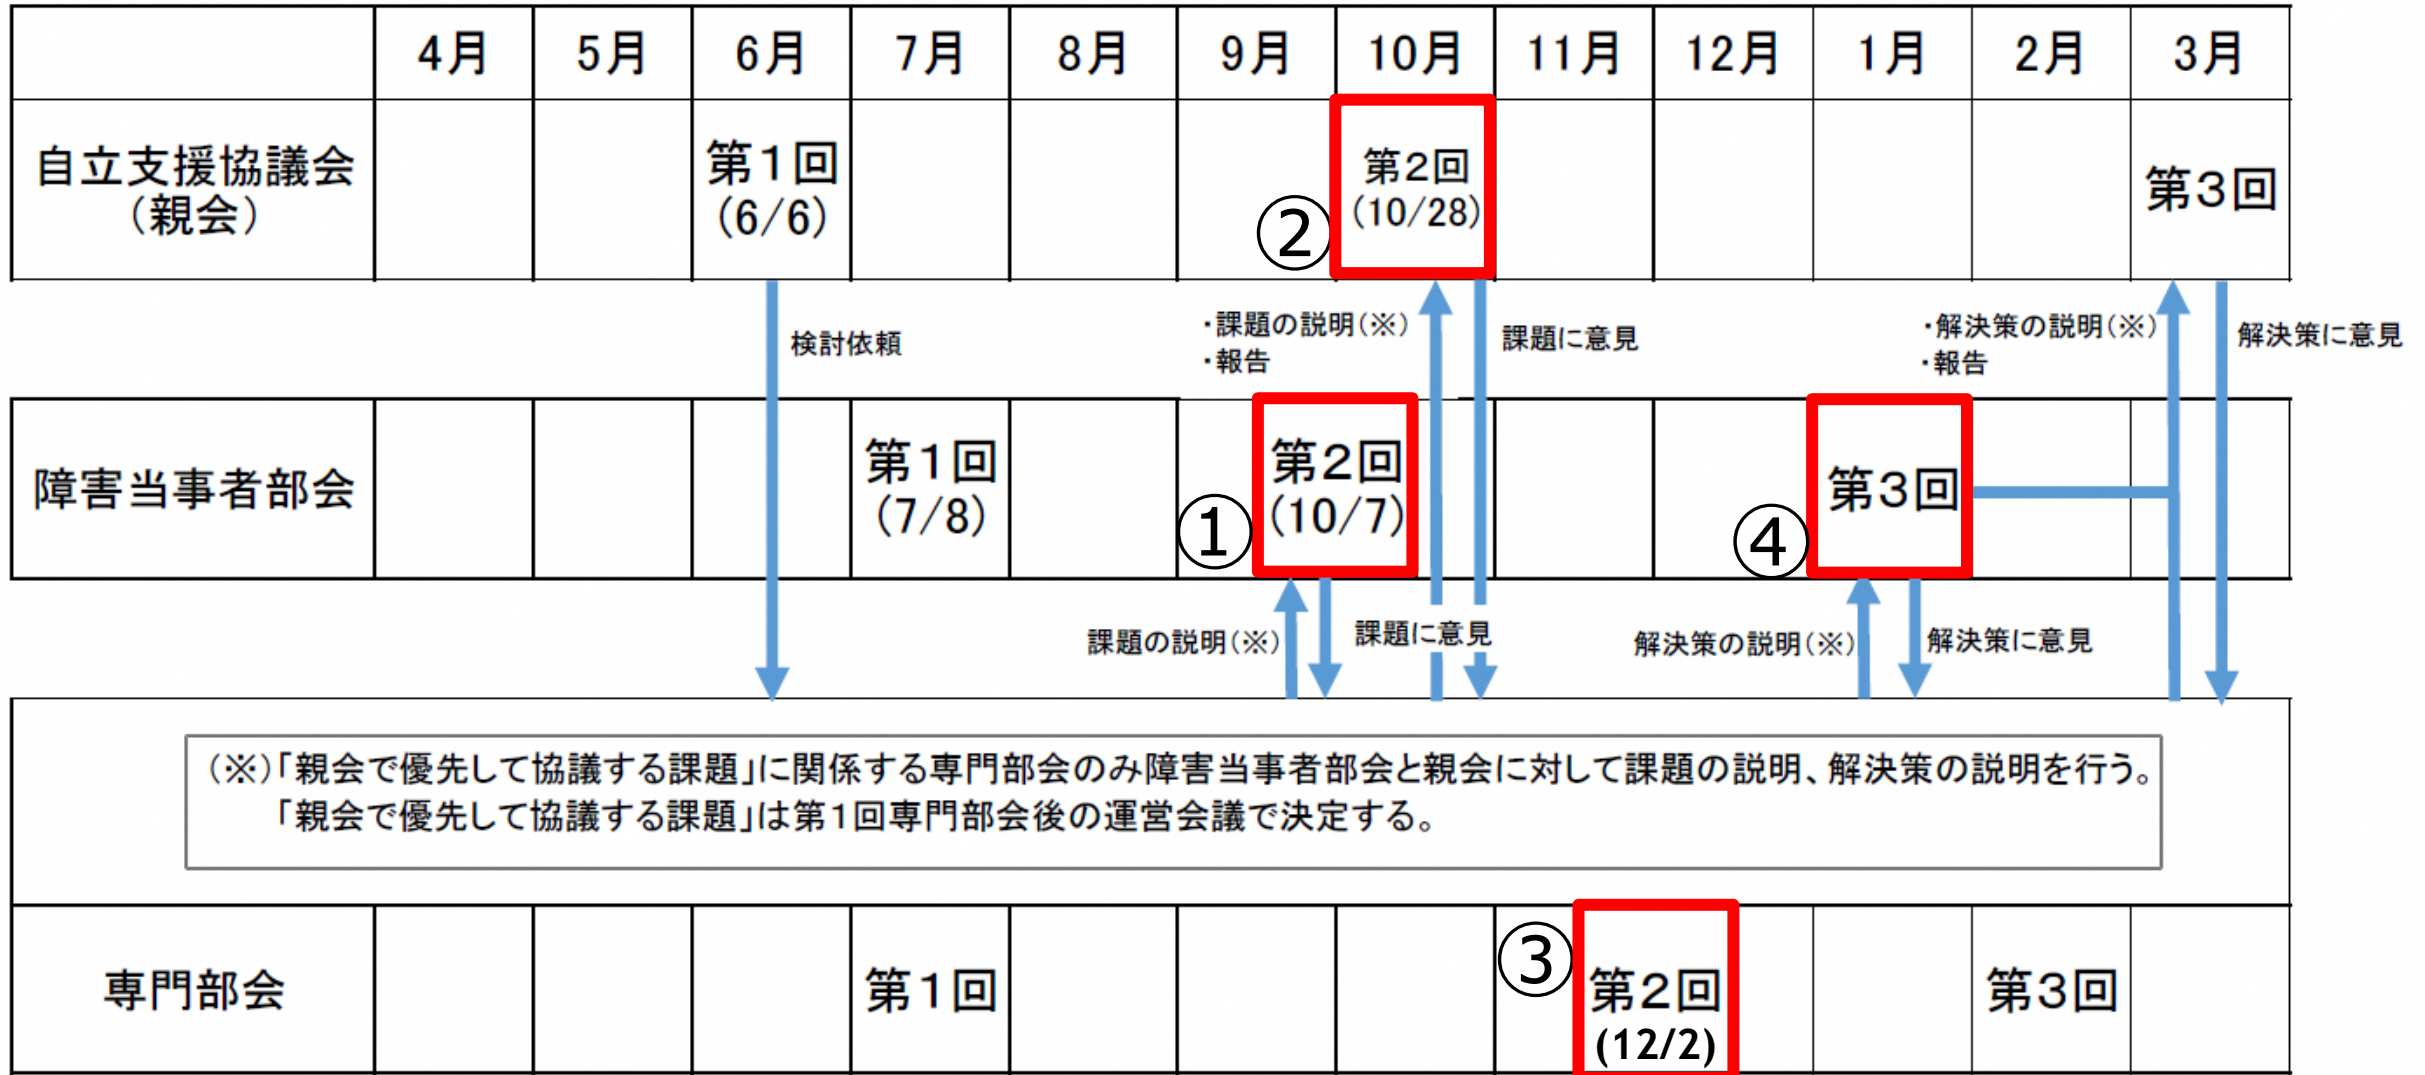 4月 5月 6月 7月 8月 9月 10月 11月 12月 1月 2月 3月
自立支援協議会
（親会）
第１回
(6/6)
②
第２回
(10/28)
第３回
検討依頼
・課題の説明(※)
・報告
課題に意見
・解決策の説明(※)
・報告
解決策に意見
障害当事者部会
第１回
(7/8)
①
第２回
(10/7)
④
第３回
課題の説明(※)
課題に意見
解決策の説明(※)
解決策に意見
(※)「親会で優先して協議する課題」に関係する専門部会のみ障害当事者部会と親会に対して課題の説明、解決策の説明を行う。
「親会で優先して協議する課題」は第１回専門部会後の運営会議で決定する。
専門部会
第１回
③
第２回
(12/2)
第３回